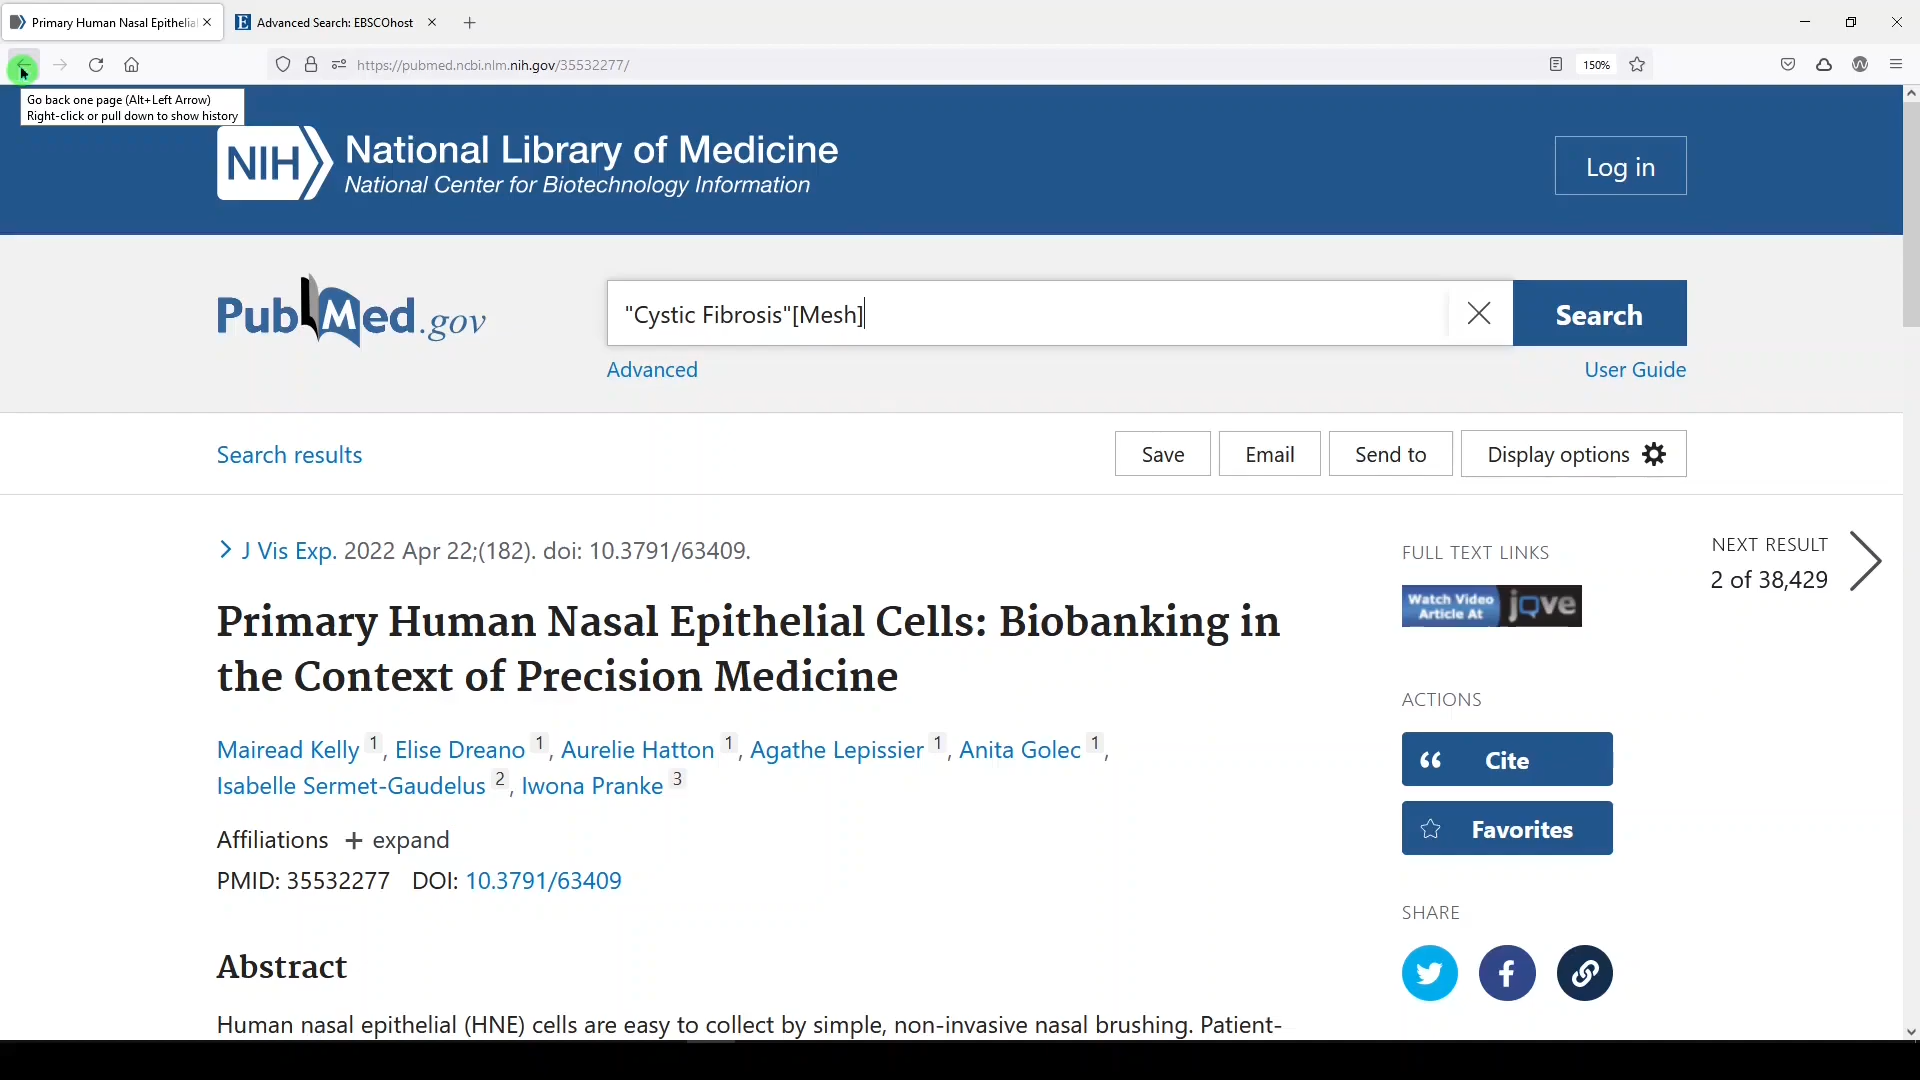 Primary Human Nasal Epithelia
Advanced Search: EBSCOhost
https://pubmed.ncbi.nlm.nih.gov/35532277/
150%
Go back one page (Alt+Left Arrow)
Right-click or pull down to show history
NIH
National Library of Medicine
National Center for Biotechnology Information
Log in
PubMed.gov
"Cystic Fibrosis"[Mesh]
Search
Advanced
User Guide
Search results
Save
Email
Send to
Display options
J Vis Exp. 2022 Apr 22;(182). doi: 10.3791/63409.
Primary Human Nasal Epithelial Cells: Biobanking in
the Context of Precision Medicine
Mairead Kelly 1, Elise Dreano 1, Aurelie Hatton 1, Agathe Lepissier 1, Anita Golec 1,
Isabelle Sermet-Gaudelus 2, Iwona Pranke 3
Affiliations + expand
PMID: 35532277 DOI: 10.3791/63409
Abstract
Human nasal epithelial (HNE) cells are easy to collect by simple, non-invasive nasal brushing. Patient-
FULL TEXT LINKS
Watch Video
Article At
jove
NEXT RESULT
2 of 38,429
ACTIONS
Cite
Favorites
SHARE